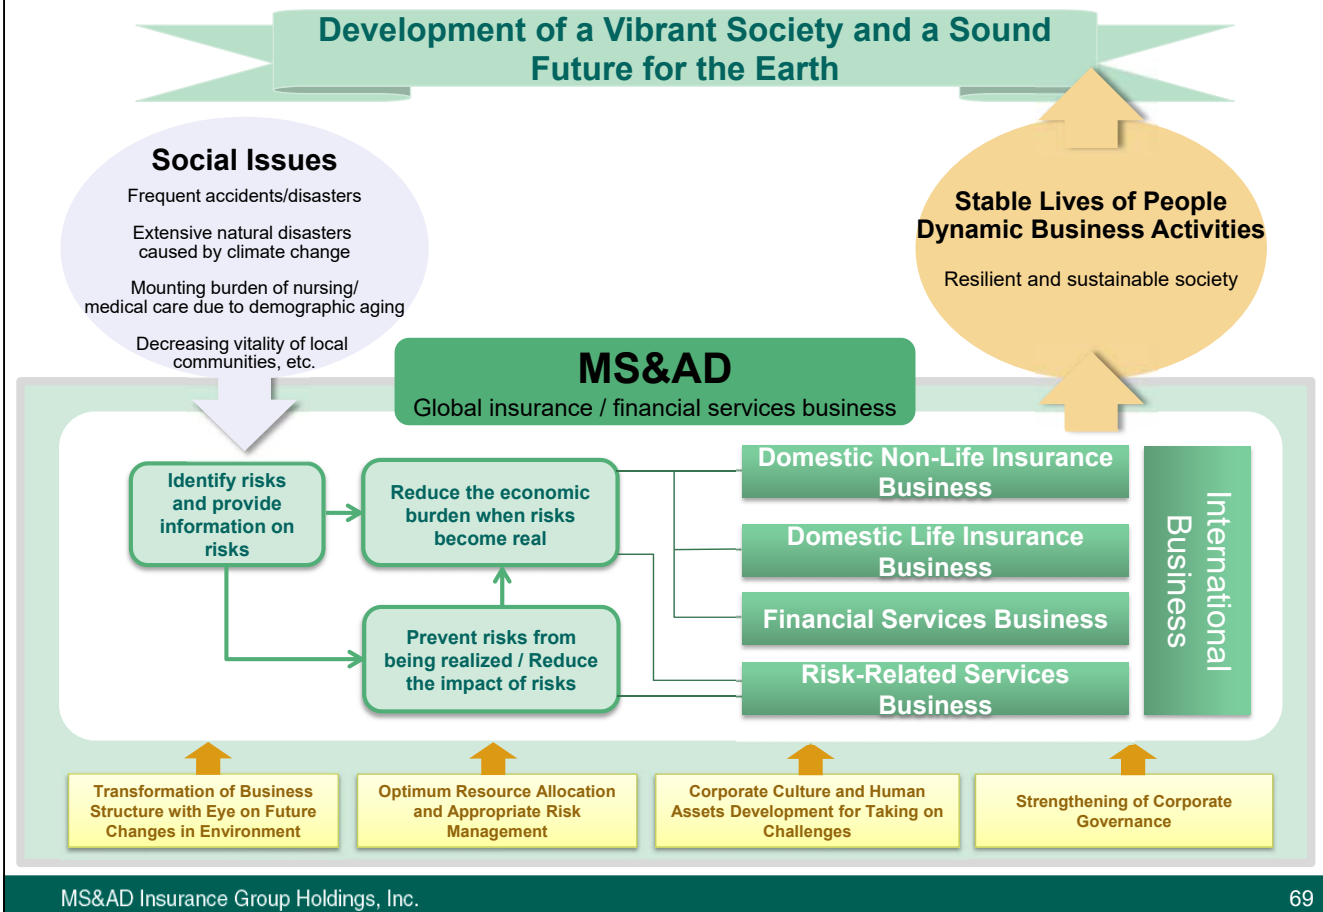 Development of a Vibrant Society and a Sound
Future for the Earth
Social Issues
Frequent accidents/disasters
Extensive natural disasters
caused by climate change
Mounting burden of nursing/
medical care due to demographic aging
Decreasing vitality of local
communities, etc.
Stable Lives of People
Dynamic Business Activities
Resilient and sustainable society
MS&AD
Global insurance / financial services business
Identify risks
and provide
information on
risks
Reduce the economic
burden when risks
become real
Prevent risks from
being realized / Reduce
the impact of risks
Domestic Non-Life Insurance
Business
Domestic Life Insurance
Business
Financial Services Business
Risk-Related Services
Business
International
Business
Transformation of Business
Structure with Eye on Future
Changes in Environment
Optimum Resource Allocation
and Appropriate Risk
Management
Corporate Culture and Human
Assets Development for Taking on
Challenges
Strengthening of Corporate
Governance
MS&AD Insurance Group Holdings, Inc.
69